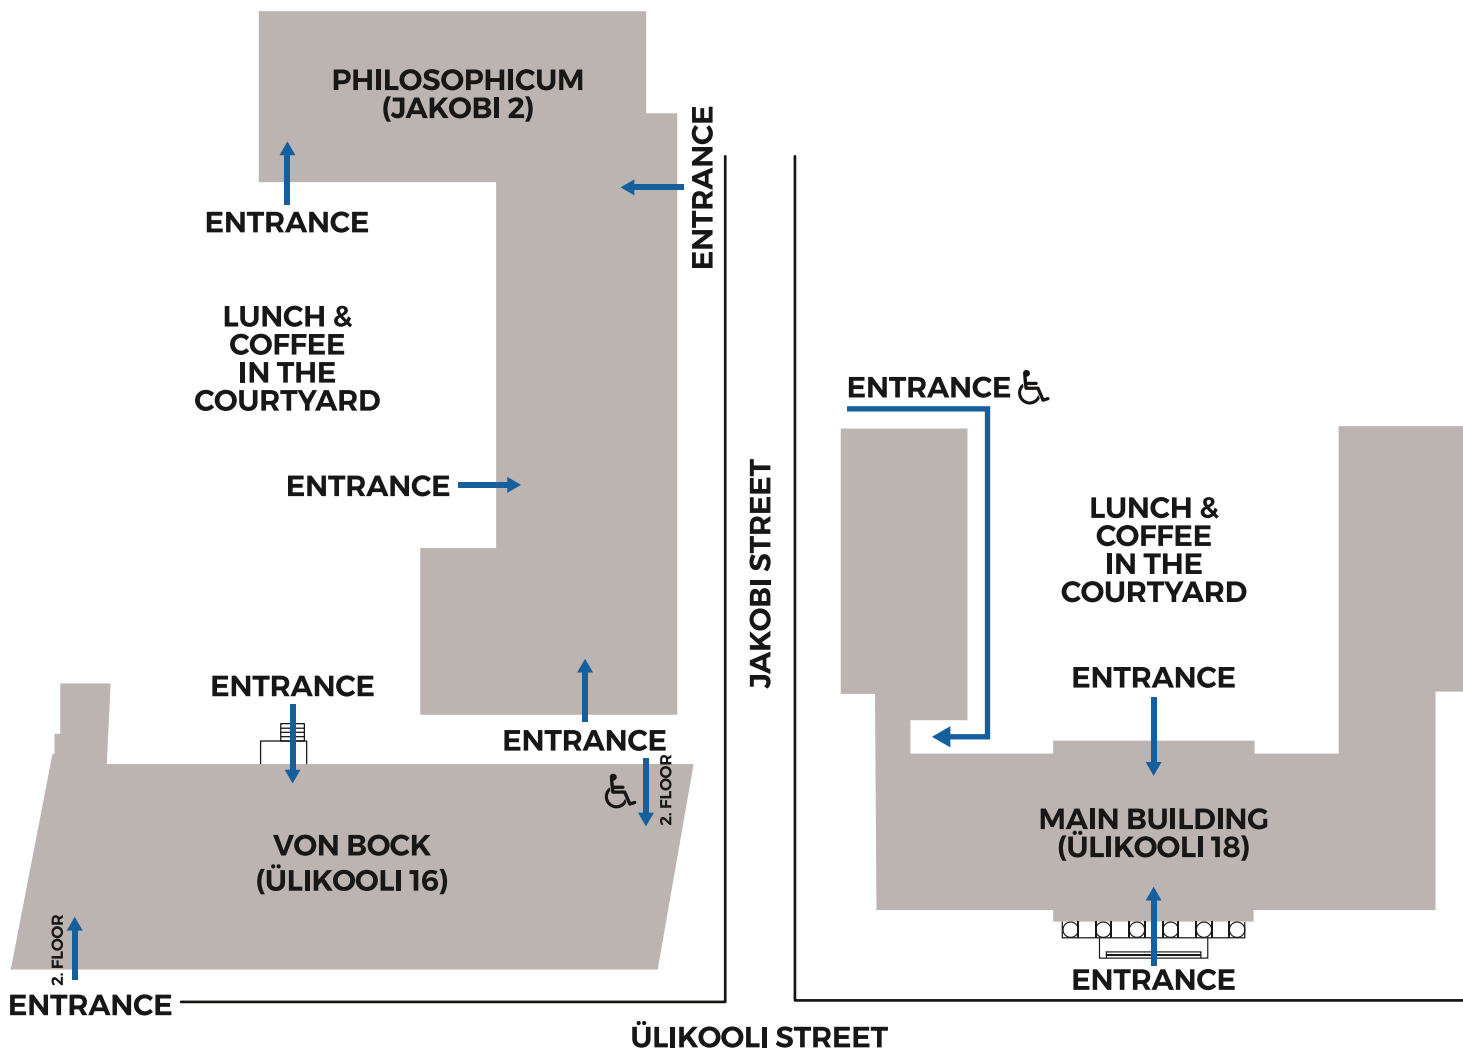 PHILOSOPHICUM
(JAKOBI 2)
ENTRANCE
ENTRANCE
LUNCH &
COFFEE
IN THE
COURTYARD
ENTRANCE
ENTRANCE
ENTRANCE
2. FLOOR
VON BOCK
(ÜLIKOOLI 16)
2. FLOOR
ENTRANCE
JAKOBI STREET
ENTRANCE
LUNCH &
COFFEE
IN THE
COURTYARD
ENTRANCE
MAIN BUILDING
(ÜLIKOOLI 18)
ENTRANCE
ÜLIKOOLI STREET